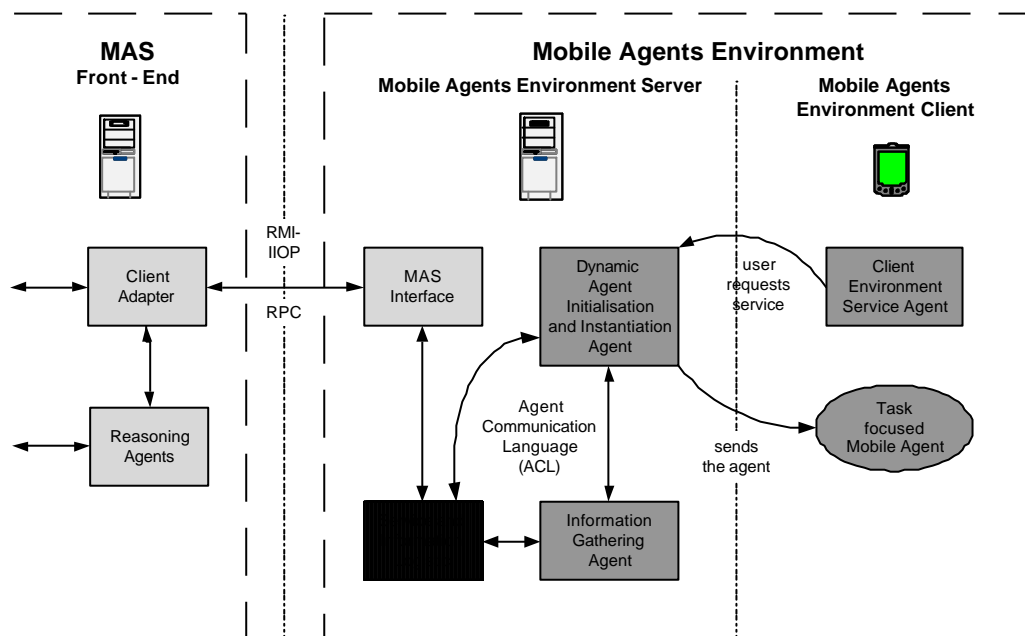 MAS
Front - End
Mobile Agents Environment
Mobile Agents Environment Server
Mobile Agents
Environment Client
RMI-
IIOP
RPC
Client
Adapter
MAS
Interface
Dynamic
Agent
Initialisation
and Instantiation
Agent
user
requests
service
Client
Environment
Service Agent
Reasoning
Agents
Agent
Communication
Language
(ACL)
sends
the agent
Task
focused
Mobile Agent
Information
Gathering
Agent